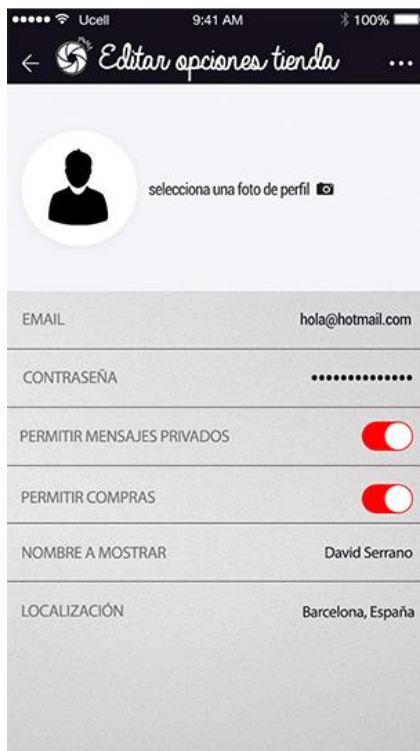 Ucell 9:41 AM 100%
Editar opciones tienda
selecciona una foto de perfil
EMAIL hola@hotmail.com
CONTRASEÑA ••••••••••••••
PERMITIR MENSAJES PRIVADOS
PERMITIR COMPRAS
NOMBRE A MOSTRAR David Serrano
LOCALIZACIÓN Barcelona, España